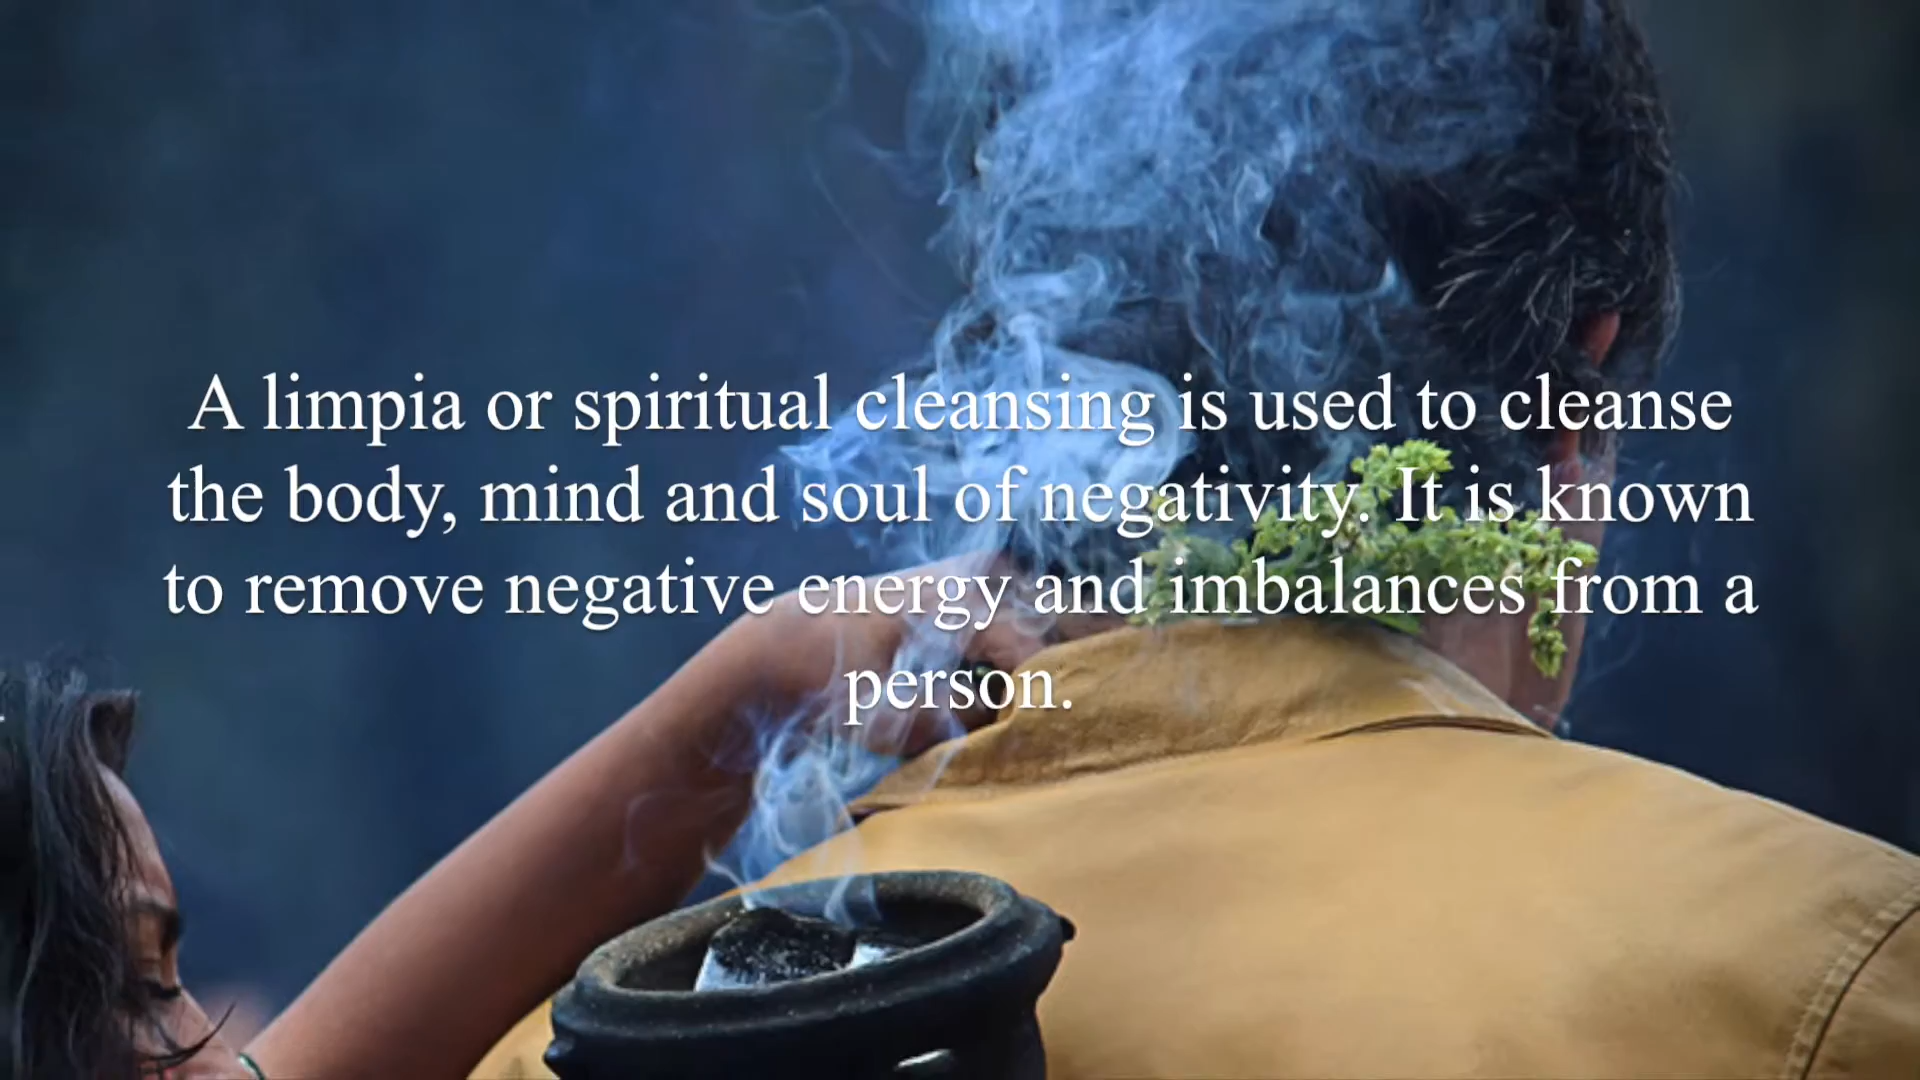 A limpia or spiritual cleansing is used to cleanse
the body, mind and soul of negativity. It is known
to remove negative energy and imbalances from a
person.